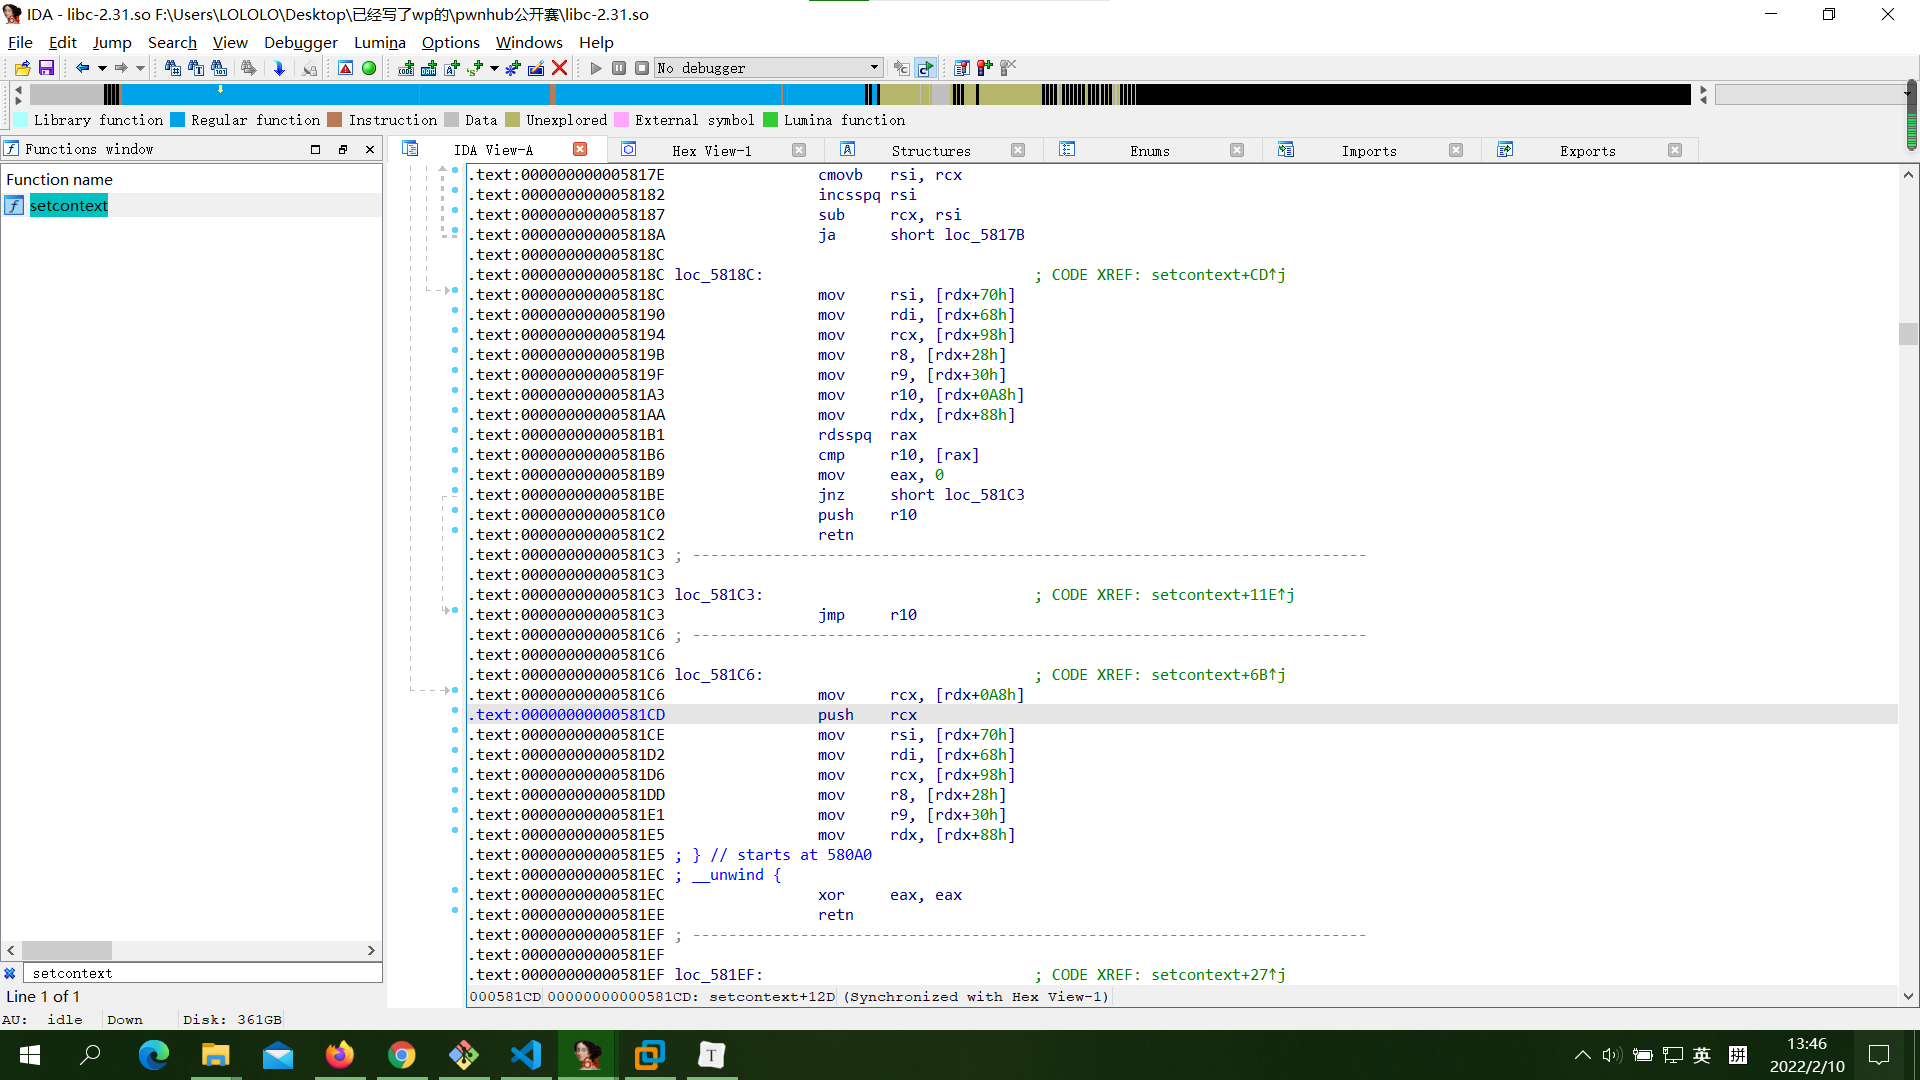 IDA - libc-2.31.so F:\Users\LOLOLO\Desktop\已经写了wp的\pwnhub公开赛\libc-2.31.so
File Edit Jump Search View Debugger Lumina Options Windows Help
No debugger
Library function Regular function Instruction Data Unexplored External symbol Lumina function
Functions window
IDA View-A Hex View-1 Structures Enums Imports Exports
Function name
setcontext
.text:000000000005817E cmovb rsi, rcx
.text:0000000000058182 incsspq rsi
.text:0000000000058187 sub rcx, rsi
.text:000000000005818A ja short loc_5817B
.text:000000000005818C
.text:000000000005818C loc_5818C: ; CODE XREF: setcontext+CD↑j
.text:000000000005818C mov rsi, [rdx+70h]
.text:0000000000058190 mov rdi, [rdx+68h]
.text:0000000000058194 mov rcx, [rdx+98h]
.text:000000000005819B mov r8, [rdx+28h]
.text:000000000005819F mov r9, [rdx+30h]
.text:00000000000581A3 mov r10, [rdx+0A8h]
.text:00000000000581AA mov rdx, [rdx+88h]
.text:00000000000581B1 rdsspq rax
.text:00000000000581B6 cmp r10, [rax]
.text:00000000000581B9 mov eax, 0
.text:00000000000581BE jnz short loc_581C3
.text:00000000000581C0 push r10
.text:00000000000581C2 retn
.text:00000000000581C3 ; ---------------------------------------------------------------------------
.text:00000000000581C3
.text:00000000000581C3 loc_581C3: ; CODE XREF: setcontext+11E↑j
.text:00000000000581C3 jmp r10
.text:00000000000581C6 ; ---------------------------------------------------------------------------
.text:00000000000581C6
.text:00000000000581C6 loc_581C6: ; CODE XREF: setcontext+6B↑j
.text:00000000000581C6 mov rcx, [rdx+0A8h]
.text:00000000000581CD push rcx
.text:00000000000581CE mov rsi, [rdx+70h]
.text:00000000000581D2 mov rdi, [rdx+68h]
.text:00000000000581D6 mov rcx, [rdx+98h]
.text:00000000000581DD mov r8, [rdx+28h]
.text:00000000000581E1 mov r9, [rdx+30h]
.text:00000000000581E5 mov rdx, [rdx+88h]
.text:00000000000581E5 ; } // starts at 580A0
.text:00000000000581EC ; __unwind {
.text:00000000000581EC xor eax, eax
.text:00000000000581EE retn
.text:00000000000581EF ; ---------------------------------------------------------------------------
.text:00000000000581EF
.text:00000000000581EF loc_581EF: ; CODE XREF: setcontext+27↑j
setcontext
Line 1 of 1
000581CD 00000000000581CD: setcontext+12D (Synchronized with Hex View-1)
AU: idle Down Disk: 361GB
英 拼
13:46
2022/2/10